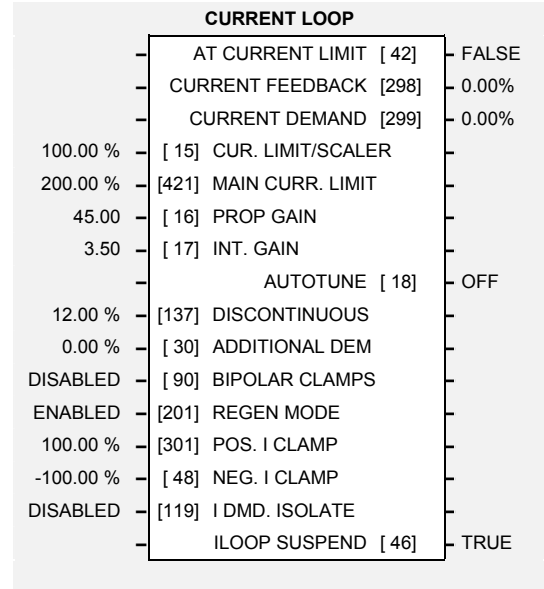 CURRENT LOOP
– AT CURRENT LIMIT [ 42] – FALSE
– CURRENT FEEDBACK [298] – 0.00%
– CURRENT DEMAND [299] – 0.00%
100.00 % – [ 15] CUR. LIMIT/SCALER –
200.00 % – [421] MAIN CURR. LIMIT –
45.00 – [ 16] PROP GAIN –
3.50 – [ 17] INT. GAIN –
– AUTOTUNE [ 18] – OFF
12.00 % – [137] DISCONTINUOUS –
0.00 % – [ 30] ADDITIONAL DEM –
DISABLED – [ 90] BIPOLAR CLAMPS –
ENABLED – [201] REGEN MODE –
100.00 % – [301] POS. I CLAMP –
-100.00 % – [ 48] NEG. I CLAMP –
DISABLED – [119] I DMD. ISOLATE –
– ILOOP SUSPEND [ 46] – TRUE